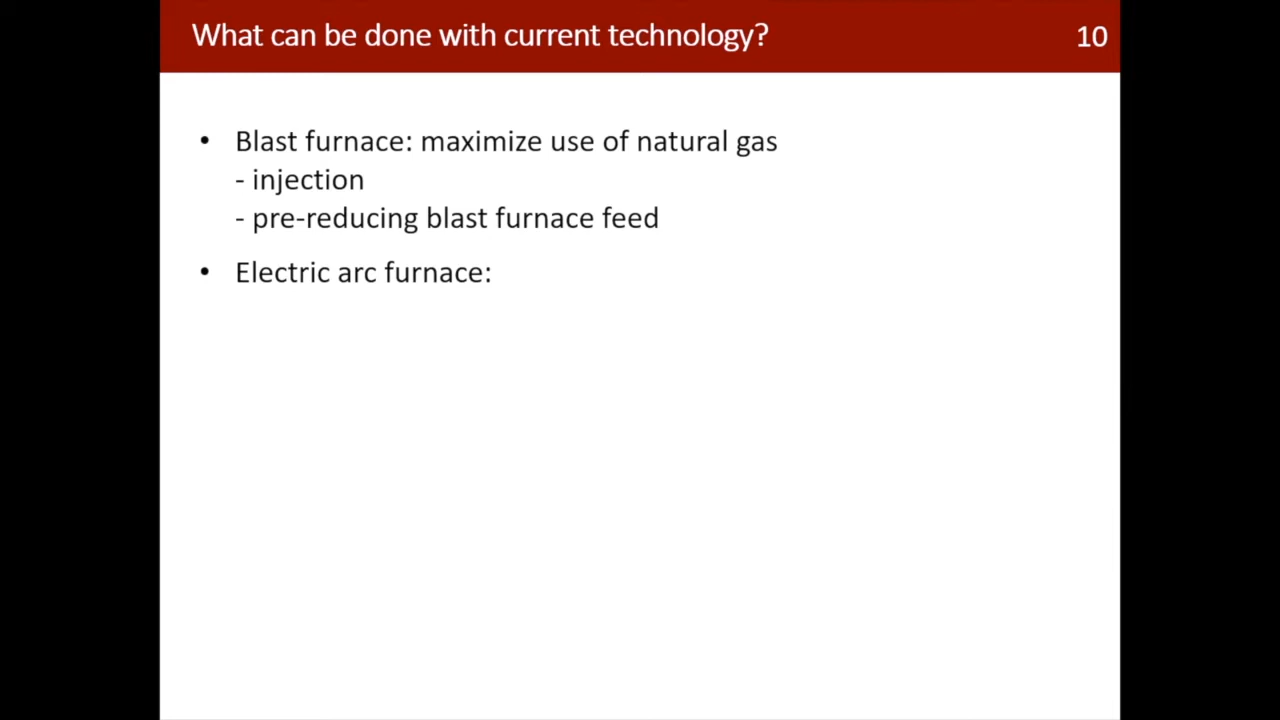 What can be done with current technology?
10
• Blast furnace: maximize use of natural gas
- injection
- pre-reducing blast furnace feed
• Electric arc furnace: